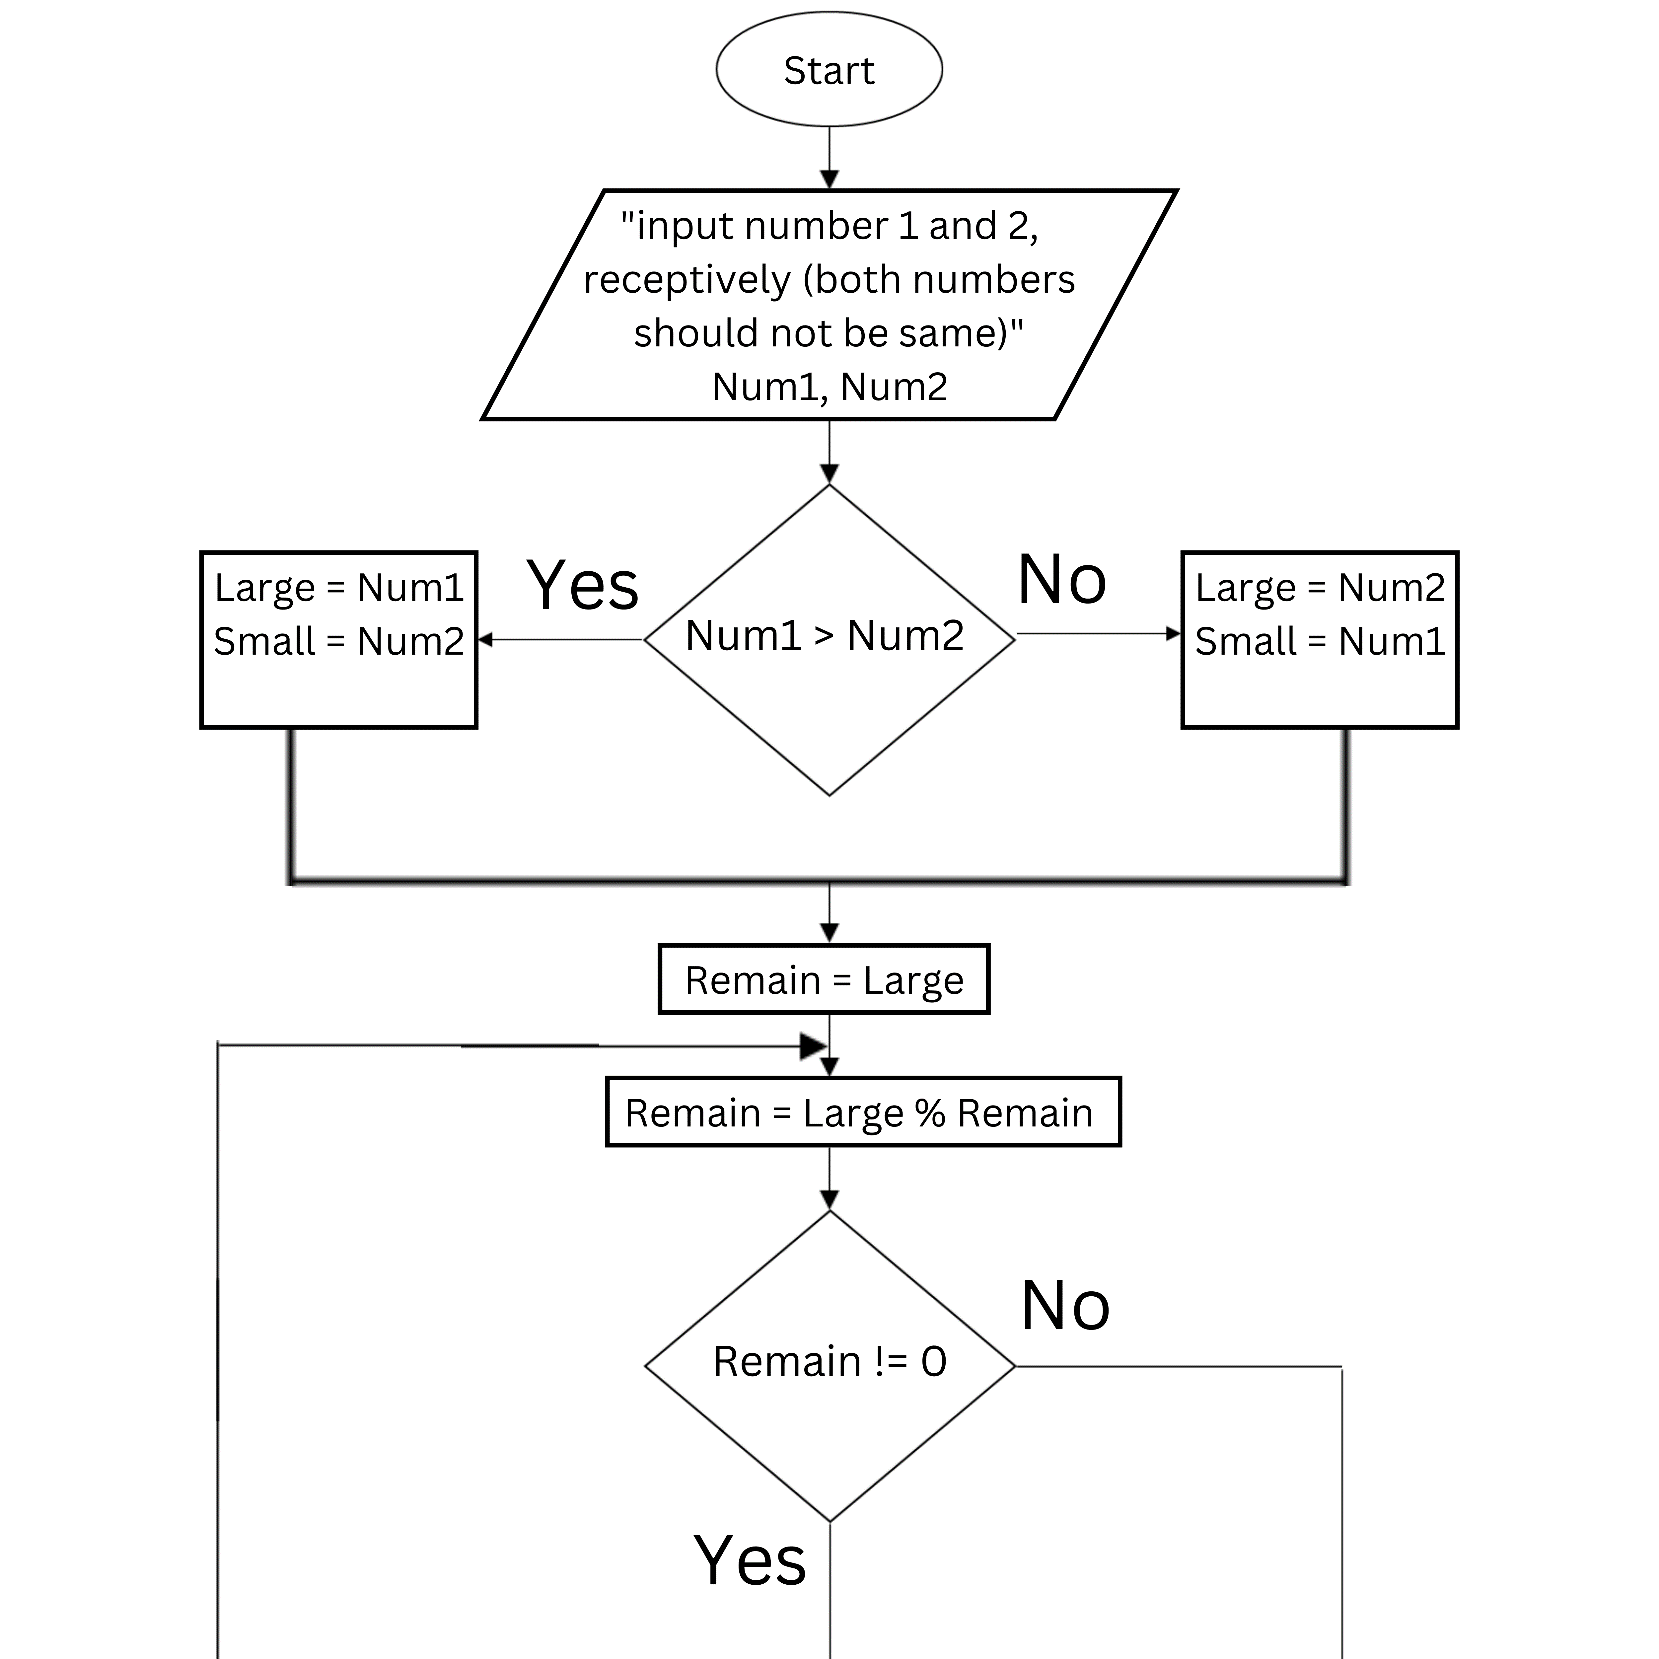 Start
"input number 1 and 2,
receptively (both numbers
should not be same)"
Num1, Num2
Num1 > Num2
Yes
No
Large = Num1
Small = Num2
Large = Num2
Small = Num1
Remain = Large
Remain = Large % Remain
Remain != 0
No
Yes